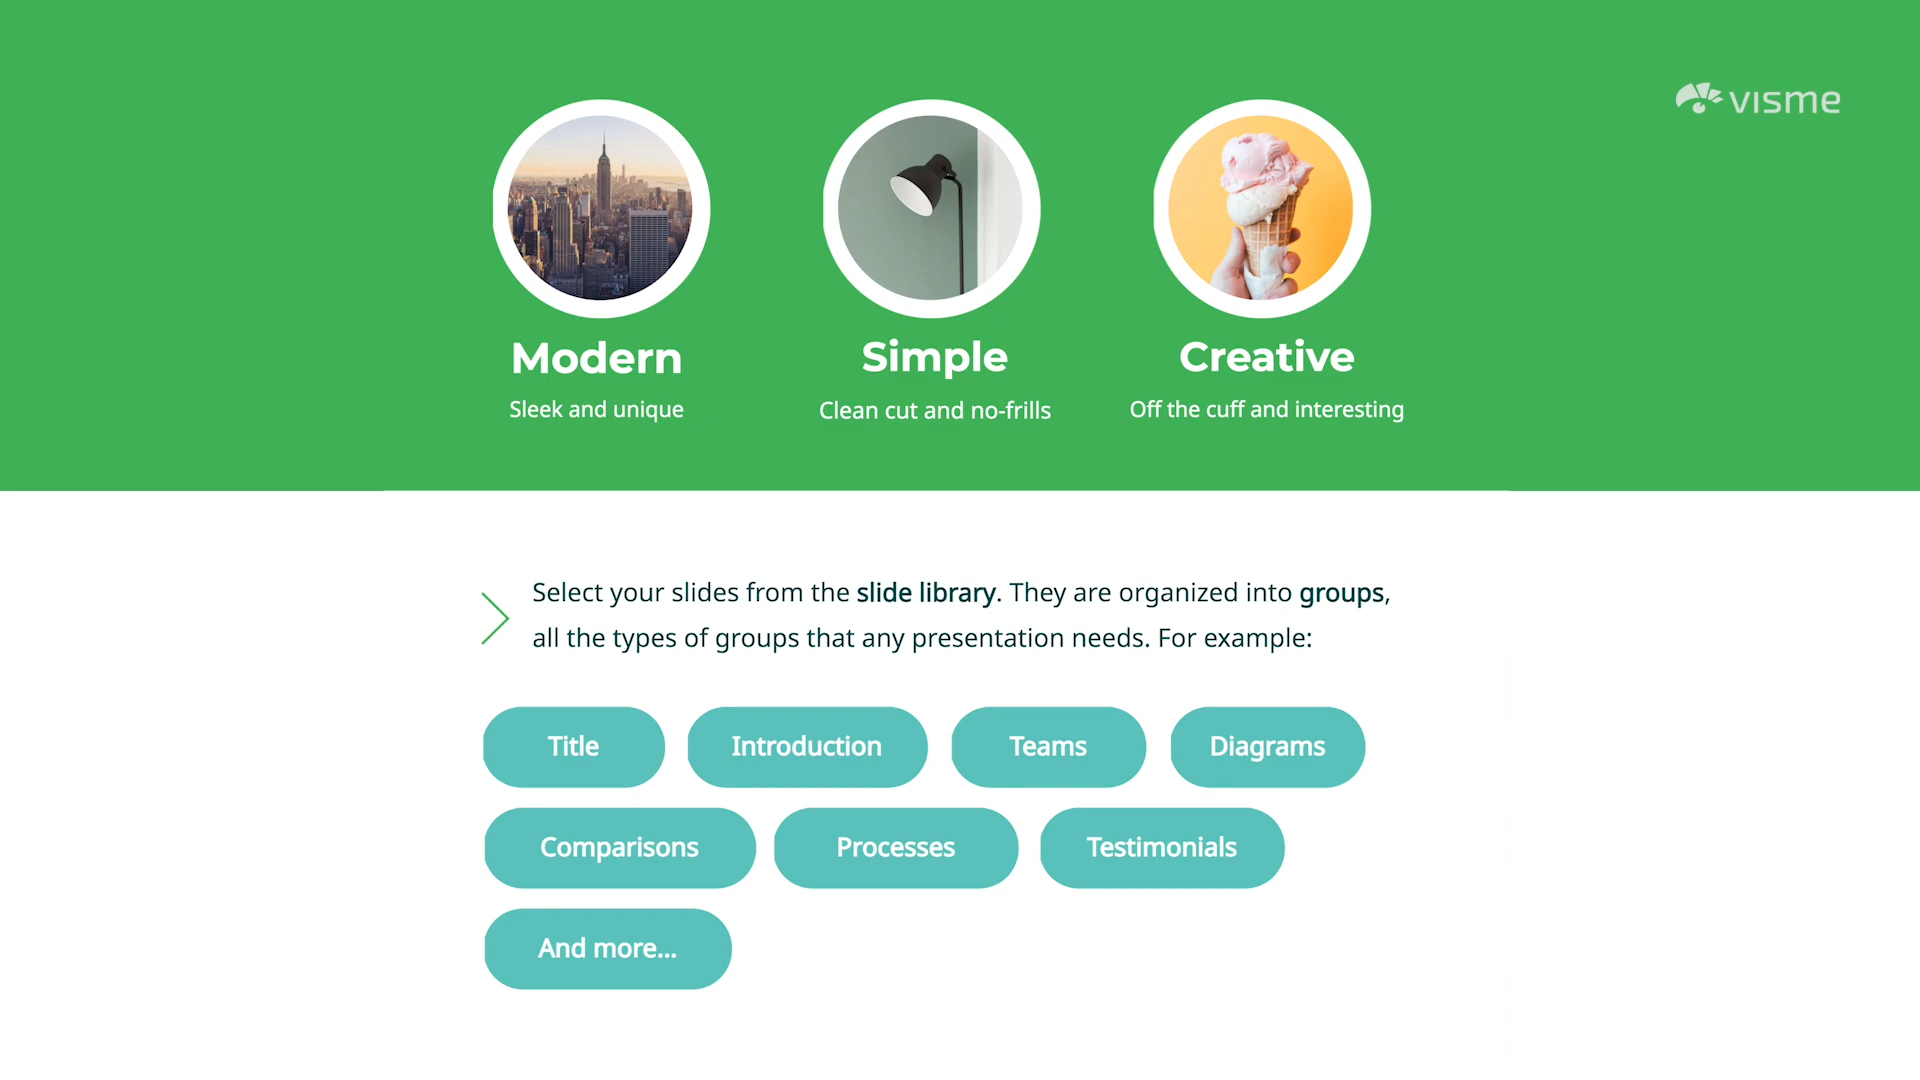 visme
Modern
Simple
Creative
Sleek and unique
Clean cut and no-frills
Off the cuff and interesting
Select your slides from the slide library. They are organized into groups,
all the types of groups that any presentation needs. For example:
Title
Introduction
Teams
Diagrams
Comparisons
Processes
Testimonials
And more...